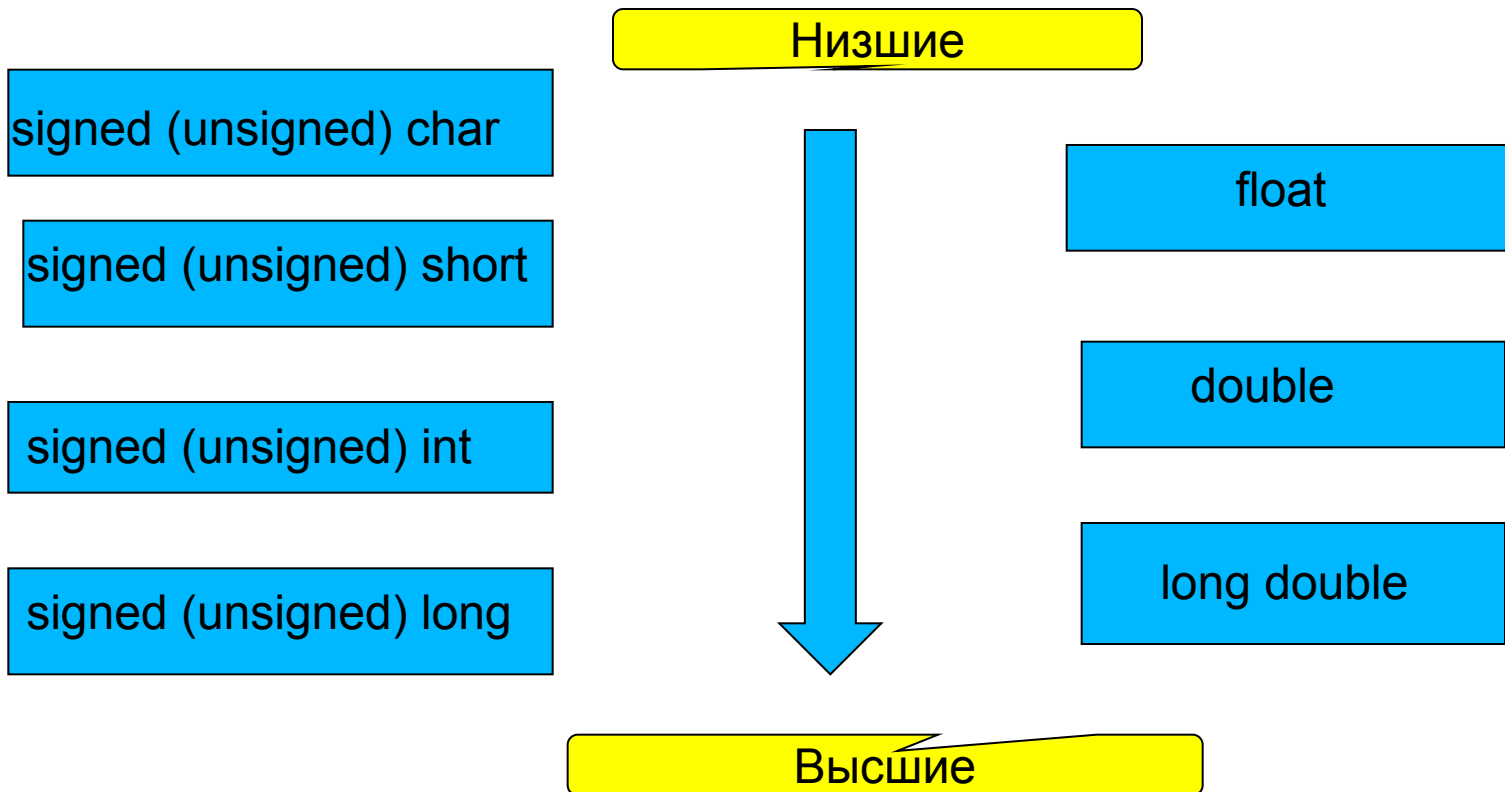 Низшие
signed (unsigned) char
signed (unsigned) short
signed (unsigned) int
signed (unsigned) long
float
double
long double
Высшие